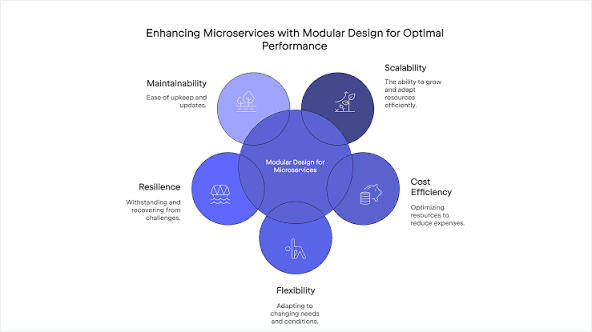 Enhancing Microservices with Modular Design for Optimal
Performance
Maintainability
Ease of upkeep and
updates.
Scalability
The ability to grow
and adapt
resources
efficiently.
Modular Design for
Microservices
Resilience
Withstanding and
recovering from
challenges.
Cost
Efficiency
Optimizing
resources to
reduce expenses.
Flexibility
Adapting to
changing needs
and conditions.